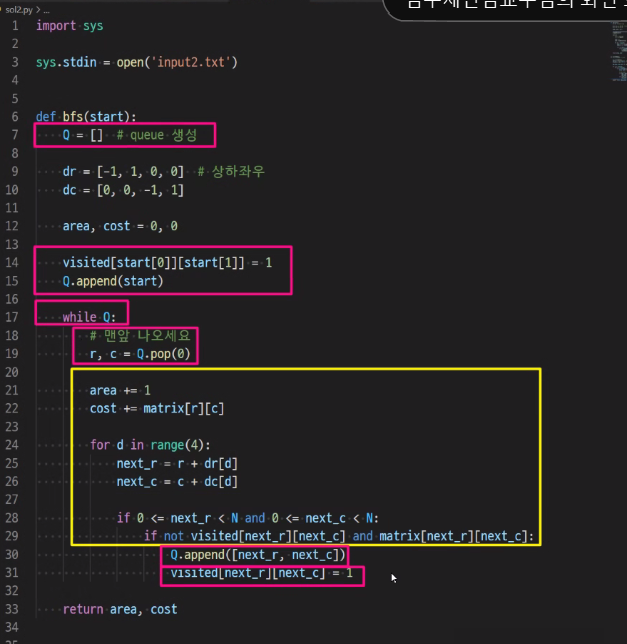 sol2.py > ...
1 import sys
2
3 sys.stdin = open('input2.txt')
4
5
6 def bfs(start):
7 Q = [] # queue 생성
8
9 dr = [-1, 1, 0, 0] # 상하좌우
10 dc = [0, 0, -1, 1]
11
12 area, cost = 0, 0
13
14 visited[start[0]][start[1]] = 1
15 Q.append(start)
16
17 while Q:
18 # 맨앞 나오세요
19 r, c = Q.pop(0)
20
21 area += 1
22 cost += matrix[r][c]
23
24 for d in range(4):
25 next_r = r + dr[d]
26 next_c = c + dc[d]
27
28 if 0 <= next_r < N and 0 <= next_c < N:
29 if not visited[next_r][next_c] and matrix[next_r][next_c]:
30 Q.append([next_r, next_c])
31 visited[next_r][next_c] = 1
32
33 return area, cost
34